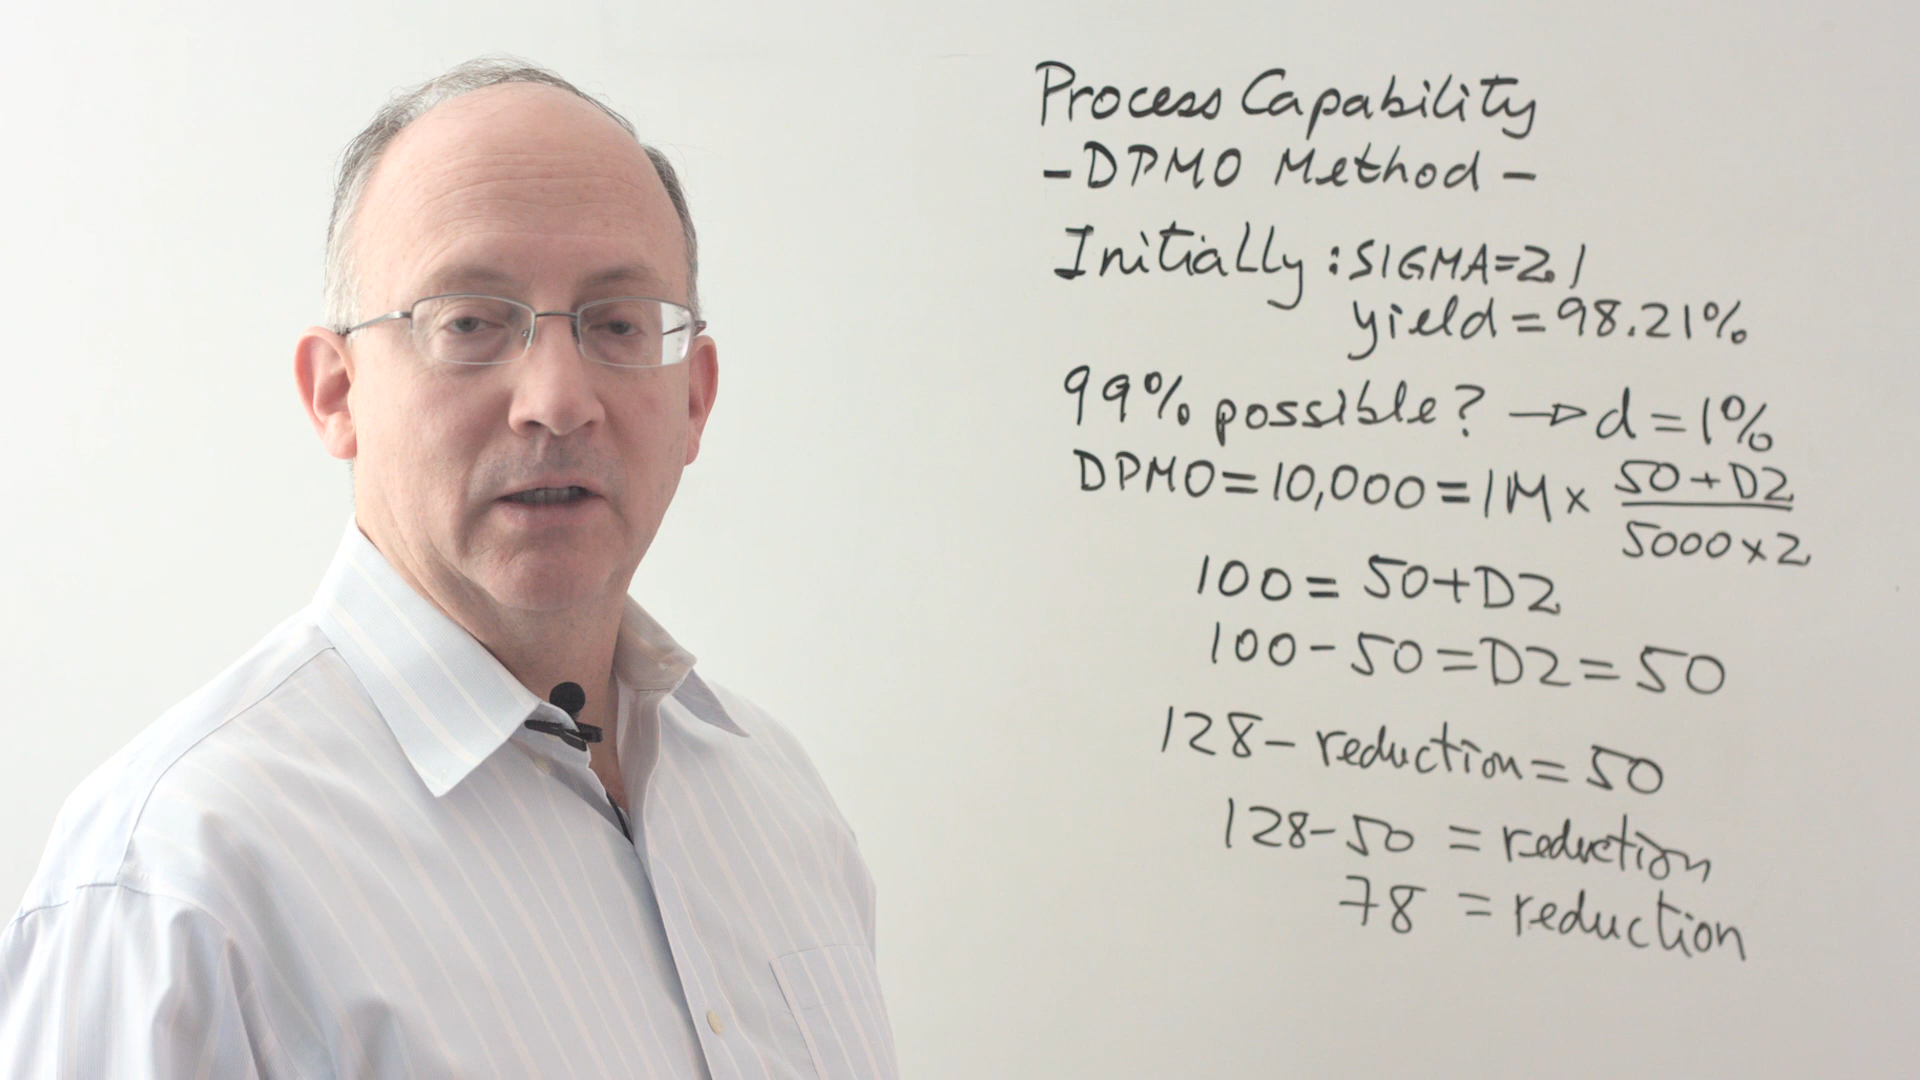 Process Capability
- DPMO Method -
Initially : SIGMA=2.1
yield = 98.21%
99% possible? → d = 1%
DPMO = 10,000 = 1M × 50 + D2
5000 × 2
100 = 50+D2
100 - 50 = D2 = 50
128 - reduction = 50
128 - 50 = reduction
78 = reduction